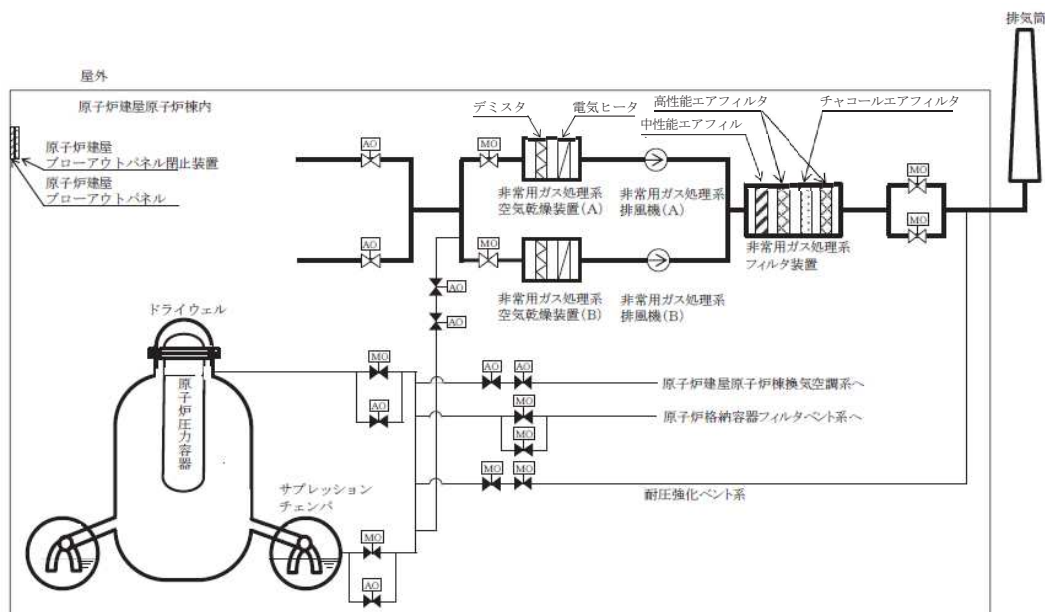 排気筒
屋外
原子炉建屋原子炉棟内
デミスタ
電気ヒータ
高性能エアフィルタ
チャコールエアフィルタ
中性能エアフィル
原子炉建屋
ブローアウトパネル閉止装置
原子炉建屋
ブローアウトパネル
AO
MO
MO
MO
非常用ガス処理系
空気乾燥装置(A)
非常用ガス処理系
排風機(A)
AO
MO
非常用ガス処理系
フィルタ装置
AO
AO
非常用ガス処理系
空気乾燥装置(B)
非常用ガス処理系
排風機(B)
ドライウェル
原子炉圧力容器
MO
AO
AO
AO
原子炉建屋原子炉棟換気空調系へ
MO
MO
原子炉格納容器フィルタベント系へ
MO
MO
耐圧強化ベント系
サプレッション
チェンバ
MO
AO